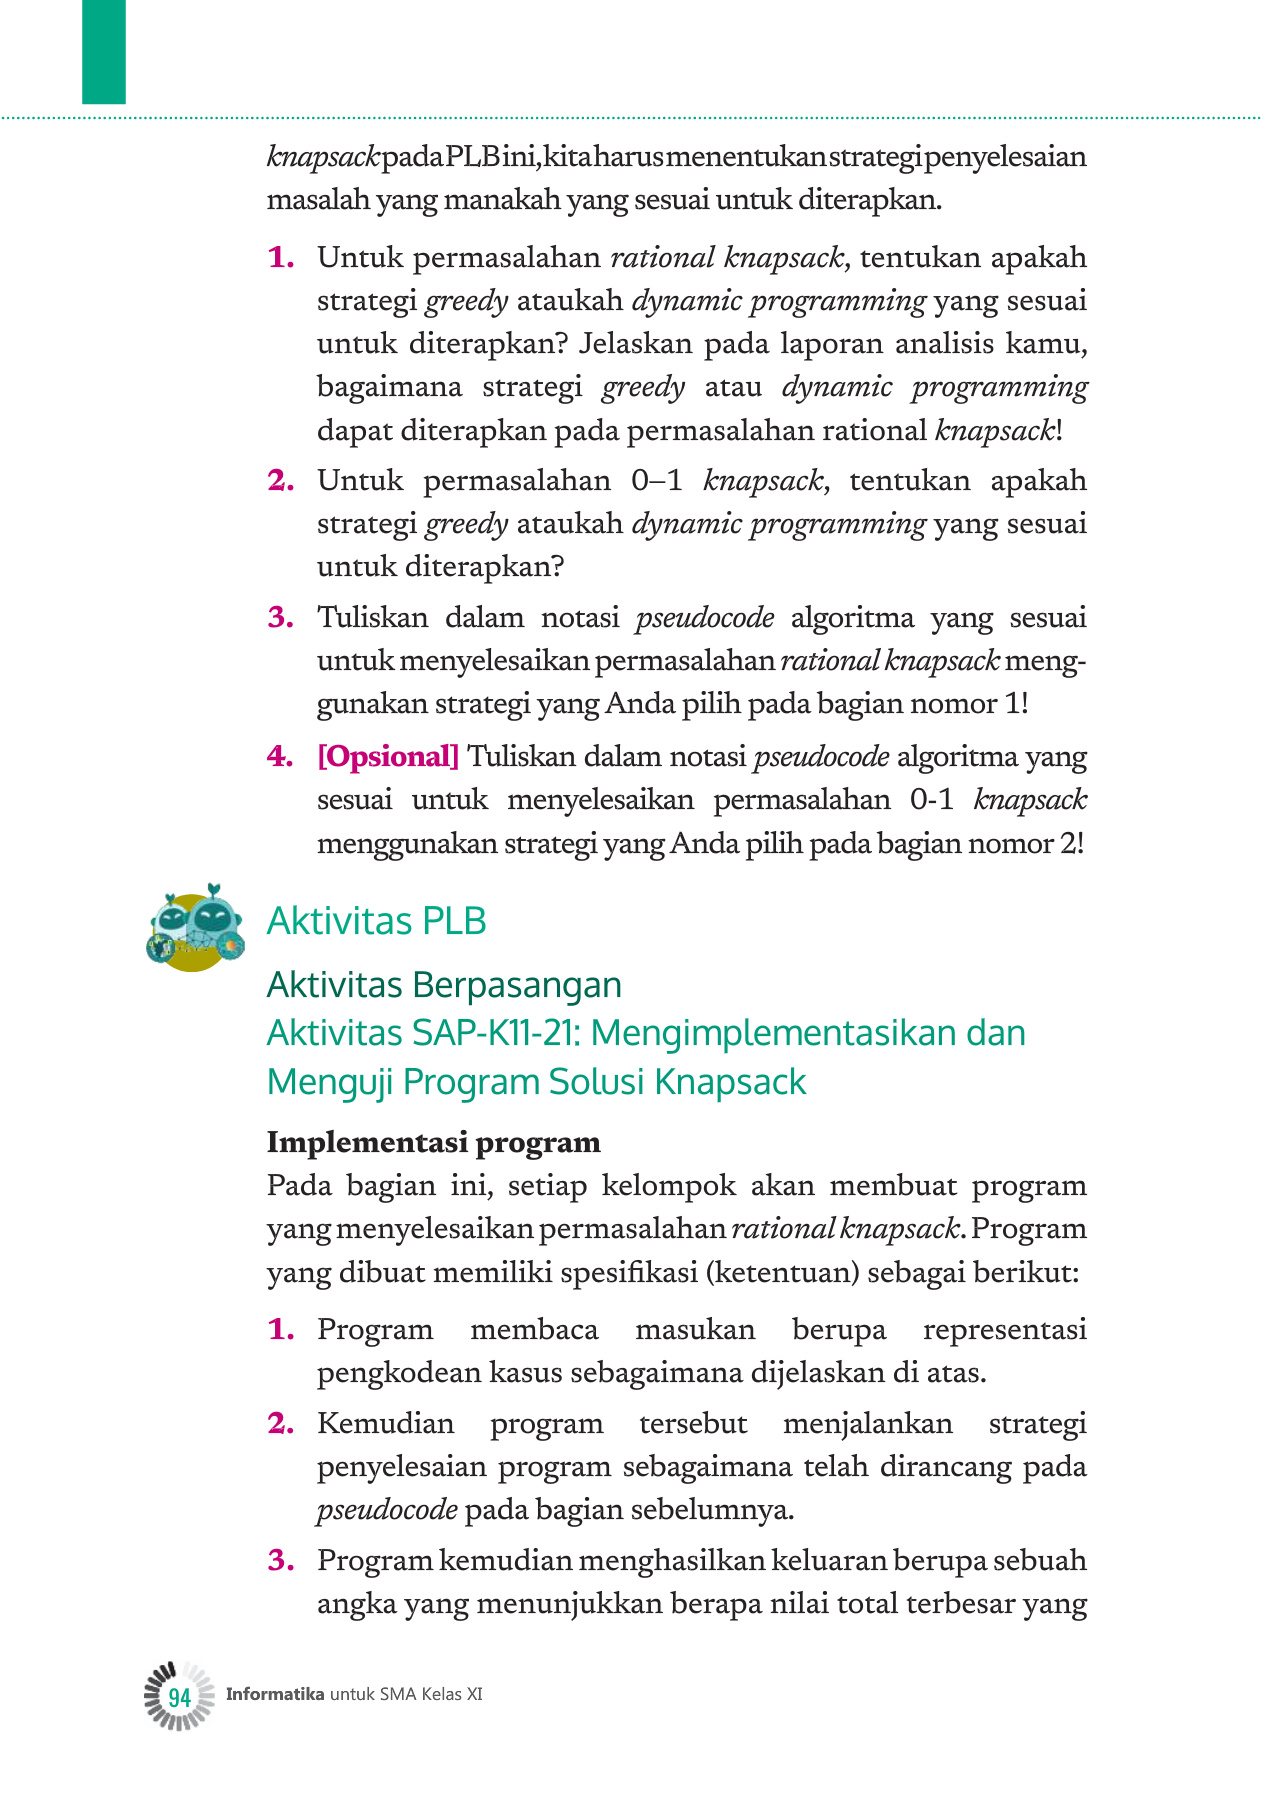 knapsack pada PLB ini, kita harus menentukan strategi penyelesaian
masalah yang manakah yang sesuai untuk diterapkan.
1. Untuk permasalahan rational knapsack, tentukan apakah
strategi greedy ataukah dynamic programming yang sesuai
untuk diterapkan? Jelaskan pada laporan analisis kamu,
bagaimana strategi greedy atau dynamic programming
dapat diterapkan pada permasalahan rational knapsack!
2. Untuk permasalahan 0–1 knapsack, tentukan apakah
strategi greedy ataukah dynamic programming yang sesuai
untuk diterapkan?
3. Tuliskan dalam notasi pseudocode algoritma yang sesuai
untuk menyelesaikan permasalahan rational knapsack meng-
gunakan strategi yang Anda pilih pada bagian nomor 1!
4. [Opsional] Tuliskan dalam notasi pseudocode algoritma yang
sesuai untuk menyelesaikan permasalahan 0-1 knapsack
menggunakan strategi yang Anda pilih pada bagian nomor 2!
Aktivitas PLB
Aktivitas Berpasangan
Aktivitas SAP-K11-21: Mengimplementasikan dan
Menguji Program Solusi Knapsack
Implementasi program
Pada bagian ini, setiap kelompok akan membuat program
yang menyelesaikan permasalahan rational knapsack. Program
yang dibuat memiliki spesifikasi (ketentuan) sebagai berikut:
1. Program membaca masukan berupa representasi
pengkodean kasus sebagaimana dijelaskan di atas.
2. Kemudian program tersebut menjalankan strategi
penyelesaian program sebagaimana telah dirancang pada
pseudocode pada bagian sebelumnya.
3. Program kemudian menghasilkan keluaran berupa sebuah
angka yang menunjukkan berapa nilai total terbesar yang
94 Informatika untuk SMA Kelas XI